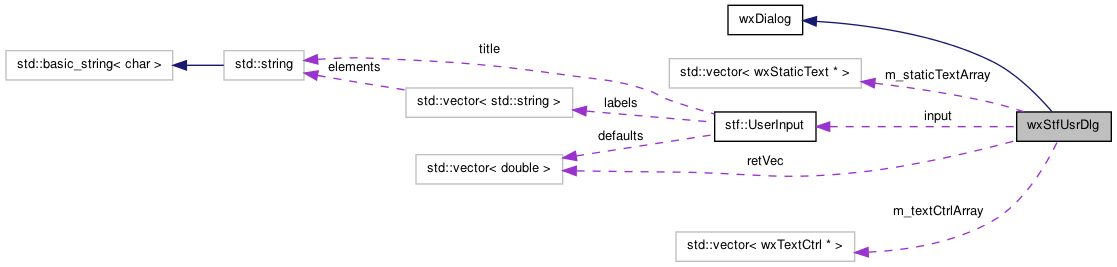 wxDialog
title
std::basic_string< char >
std::string
elements
std::vector< wxStaticText * >
m_staticTextArray
std::vector< std::string >
labels
stf::UserInput
input
wxStfUsrDlg
defaults
std::vector< double >
retVec
m_textCtrlArray
std::vector< wxTextCtrl * >